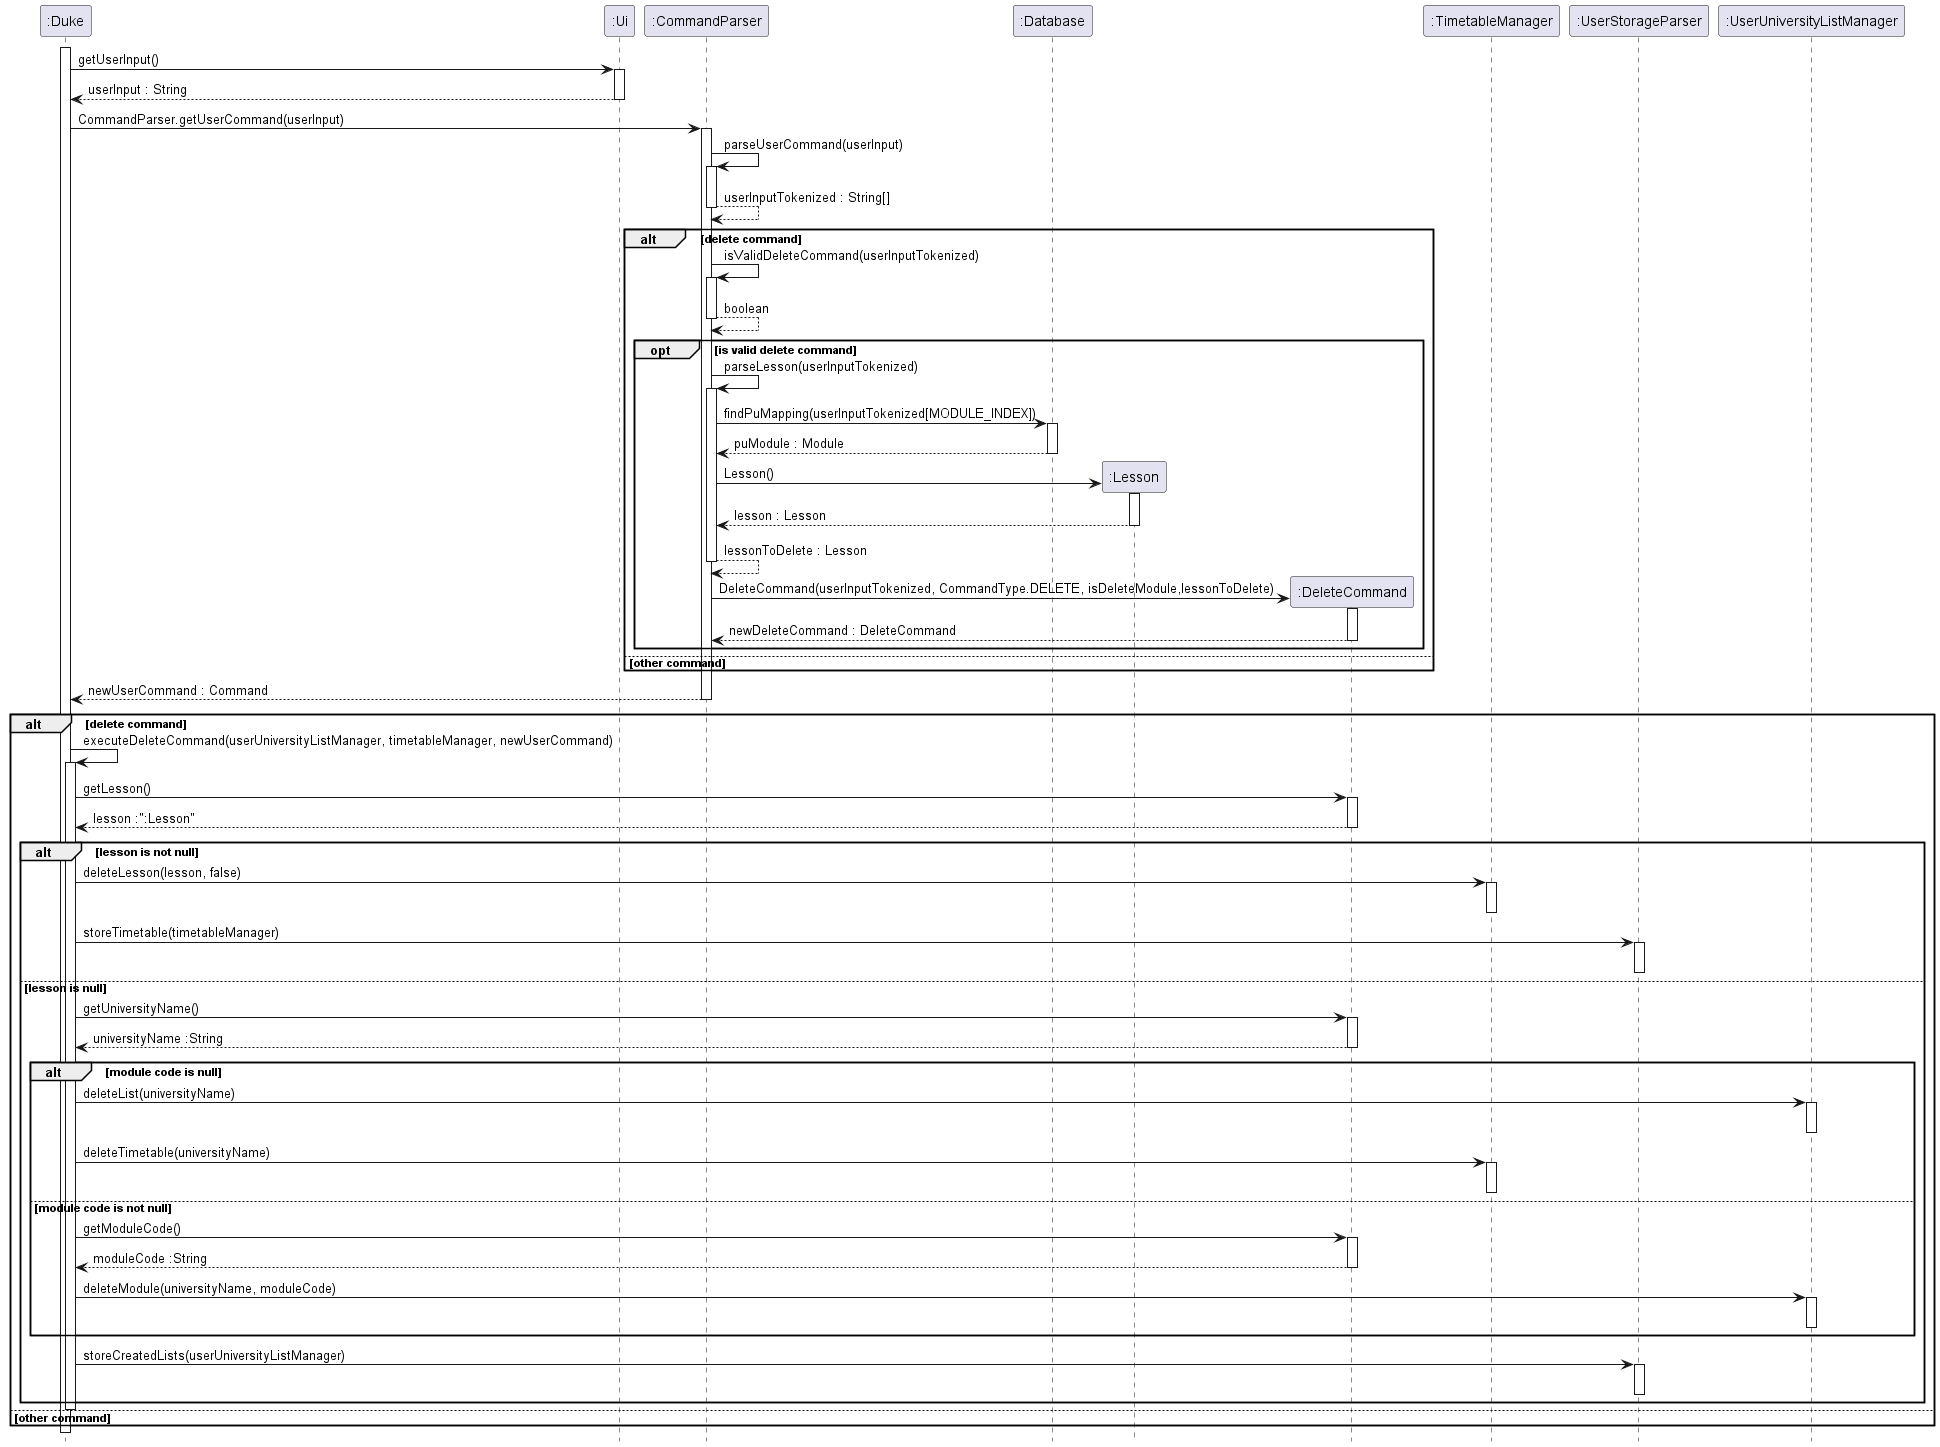 :Duke
:Ui
:CommandParser
:Database
:TimetableManager
:UserStorageParser
:UserUniversityListManager
getUserInput()
userInput : String
CommandParser.getUserCommand(userInput)
parseUserCommand(userInput)
userInputTokenized : String[]
alt
[delete command]
isValidDeleteCommand(userInputTokenized)
boolean
opt
[is valid delete command]
parseLesson(userInputTokenized)
findPuMapping(userInputTokenized[MODULE_INDEX])
puModule : Module
Lesson()
:Lesson
lesson : Lesson
lessonToDelete : Lesson
DeleteCommand(userInputTokenized, CommandType.DELETE, isDeleteModule,lessonToDelete)
:DeleteCommand
newDeleteCommand : DeleteCommand
[other command]
newUserCommand : Command
alt
[delete command]
executeDeleteCommand(userUniversityListManager, timetableManager, newUserCommand)
getLesson()
lesson :":Lesson"
alt
[lesson is not null]
deleteLesson(lesson, false)
storeTimetable(timetableManager)
[lesson is null]
getUniversityName()
universityName :String
alt
[module code is null]
deleteList(universityName)
deleteTimetable(universityName)
[module code is not null]
getModuleCode()
moduleCode :String
deleteModule(universityName, moduleCode)
storeCreatedLists(userUniversityListManager)
[other command]